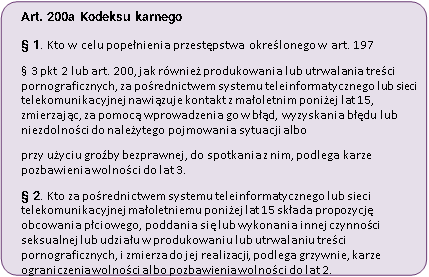 Art. 200a Kodeksu karnego
§ 1. Kto w celu popełnienia przestępstwa określonego w art. 197
§ 3 pkt 2 lub art. 200, jak również produkowania lub utrwalania treści
pornograficznych, za pośrednictwem systemu teleinformatycznego lub sieci
telekomunikacyjnej nawiązuje kontakt z małoletnim poniżej lat 15,
zmierzając, za pomocą wprowadzenia go w błąd, wyzyskania błędu lub
niezdolności do należytego pojmowania sytuacji albo
przy użyciu groźby bezprawnej, do spotkania z nim, podlega karze
pozbawienia wolności do lat 3.
§ 2. Kto za pośrednictwem systemu teleinformatycznego lub sieci
telekomunikacyjnej małoletniemu poniżej lat 15 składa propozycję
obcowania płciowego, poddania się lub wykonania innej czynności
seksualnej lub udziału w produkowaniu lub utrwalaniu treści
pornograficznych, i zmierza do jej realizacji, podlega grzywnie, karze
ograniczenia wolności albo pozbawienia wolności do lat 2.